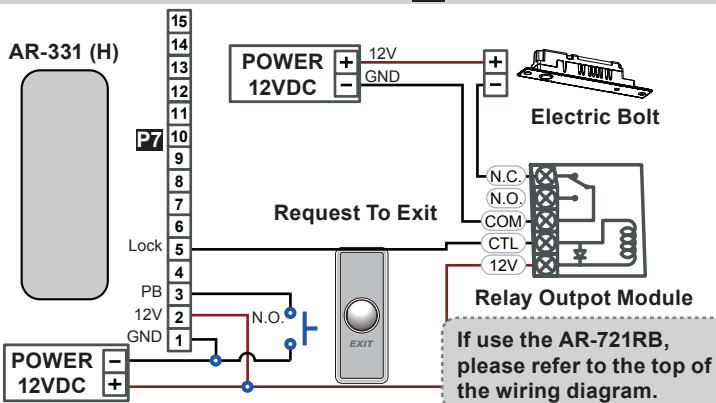 AR-331 (H)
15
14
13
12
11
P7 10
9
8
7
6
Lock 5
4
PB 3
12V 2
GND 1
POWER
12VDC
+
−
12V
GND
+
−
Electric Bolt
N.C.
N.O.
COM
CTL
12V
Relay Outpot Module
Request To Exit
N.O.
EXIT
POWER
12VDC
−
+
If use the AR-721RB,
please refer to the top of
the wiring diagram.